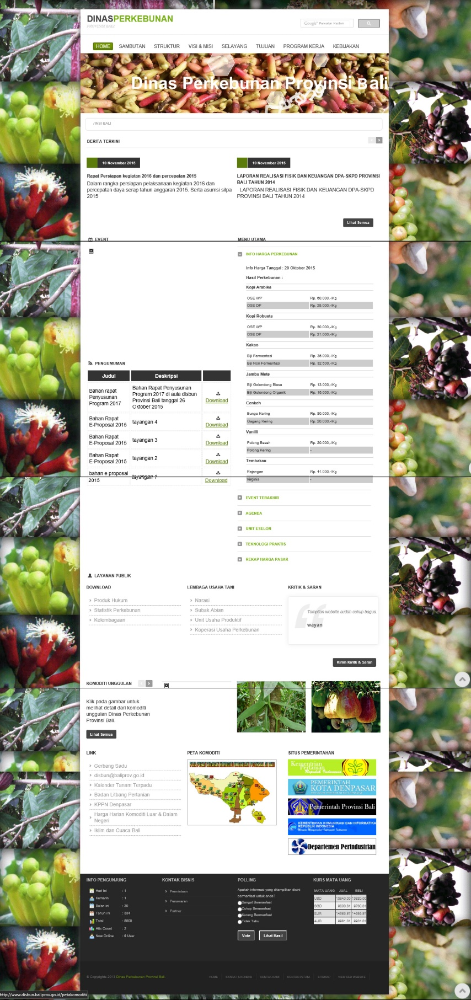 DINASPERKEBUNAN
PROVINSI BALI
Google™ Pencarian Kustom
HOME SAMBUTAN STRUKTUR VISI & MISI SELAYANG TUJUAN PROGRAM KERJA KEBIJAKAN
Dinas Perkebunan Provinsi Bali
/INSI BALI
BERITA TERKINI
10 November 2015
Rapat Persiapan kegiatan 2016 dan percepatan 2015
Dalam rangka persiapan pelaksanaan kegiatan 2016 dan
percepatan daya serap tahun anggaran 2015. Serta asumsi silpa
2015
10 November 2015
LAPORAN REALISASI FISIK DAN KEUANGAN DPA-SKPD PROVINSI
BALI TAHUN 2014
LAPORAN REALISASI FISIK DAN KEUANGAN DPA-SKPD
PROVINSI BALI TAHUN 2014
Lihat Semua
EVENT
PENGUMUMAN
Judul Deskripsi
Bahan rapat
Penyusunan
Program 2017
Bahan Rapat Penyusunan
Program 2017 di aula disbun
Provinsi Bali tanggal 26
Oktober 2015
Download
Bahan Rapat
E-Proposal 2015
tayangan 4
Download
Bahan Rapat
E-Proposal 2015
tayangan 3
Download
Bahan Rapat
E-Proposal 2015
tayangan 2
Download
bahan e proposal
2015
tayangan 1
Download
MENU UTAMA
INFO HARGA PERKEBUNAN
Info Harga Tanggal : 20 Oktober 2015
Hasil Perkebunan :
Kopi Arabika
OSE WP Rp. 60.000,-/Kg
OSE DP Rp. 25.000,-/Kg
Kopi Robusta
OSE WP Rp. 30.000,-/Kg
OSE DP Rp. 21.000,-/Kg
Kakao
Biji Fermentasi Rp. 35.000,-/Kg
Biji Non Fermentasi Rp. 32.500,-/Kg
Jambu Mete
Biji Gelondong Biasa Rp. 13.000,-/Kg
Biji Gelondong Organik Rp. 15.000,-/Kg
Cenkeh
Bunga Kering Rp. 80.000,-/Kg
Gagang Kering Rp. 20.000,-/Kg
Vanilli
Polong Basah Rp. 20.000,-/Kg
Polong Kering -
Tembakau
Rajangan Rp. 41.000,-/Kg
Virginia -
EVENT TERAKHIR
AGENDA
UNIT ESELON
TEKNOLOGI PRAKTIS
REKAP HARGA PASAR
LAYANAN PUBLIK
DOWNLOAD
Produk Hukum
Statistik Perkebunan
Kelembagaan
LEMBAGA USAHA TANI
Narasi
Subak Abian
Unit Usaha Produktif
Koperasi Usaha Perkebunan
KRITIK & SARAN
Tampilan website sudah cukup bagus.
wayan
Kirim Kiritk & Saran
KOMODITI UNGGULAN
Klik pada gambar untuk
melihat detail dari komoditi
unggulan Dinas Perkebunan
Provinsi Bali.
Lihat Semua
LINK
Gerbang Sadu
disbun@baliprov.go.id
Kalender Tanam Terpadu
Badan Litbang Pertanian
KPPN Denpasar
Harga Harian Komoditi Luar & Dalam
Negeri
Iklim dan Cuaca Bali
PETA KOMODITI
SITUS PEMERINTAHAN
Kementrian
Pertanian
Republik Indonesia
PEMERINTAH
KOTA DENPASAR
Pemerintah Provinsi Bali
KEMENTERIAN KOMUNIKASI DAN INFORMATIKA
REPUBLIK INDONESIA
Menuju Masyarakat Informasi Indonesia
Departemen Perindustrian
INFO PENGUNJUNG
Hari Ini : 1
Kemarin : 1
Bulan ini : 30
Tahun ini : 334
Total : 8869
Hits Count : 2
Now Online : 0 User
KONTAK BISNIS
Permintaan
Penawaran
Partner
POLLING
Apakah informasi yang ditampilkan disini
bermanfaat untuk anda?
Sangat Bermanfaat
Cukup Bermanfaat
Kurang Bermanfaat
Tidak Tahu
Vote Lihat Hasil
KURS MATA UANG
MATA UANG JUAL BELI
USD 13840.00 13820.00
SGD 9800.81 9780.81
EUR 14695.97 14595.97
AUD 9981.01 9901.01
© Copyrights 2013 Dinas Perkebunan Provinsi Bali
HOME SYARAT & KONDISI KONTAK KAMI KONTAK PETANI SITEMAP VIEW OLD WEBSITE
http://www.disbun.baliprov.go.id/petakomoditi